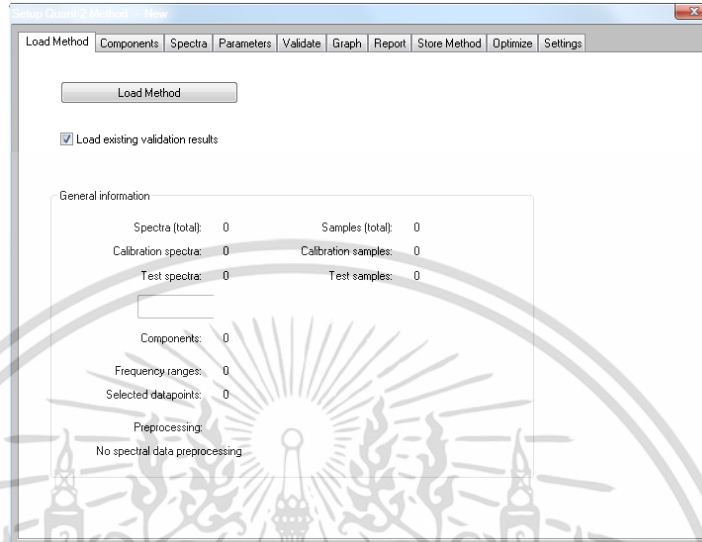 Setup Quant 2 Method - New
Load Method Components Spectra Parameters Validate Graph Report Store Method Optimize Settings
Load Method
Load existing validation results
General information
Spectra (total): 0 Samples (total): 0
Calibration spectra: 0 Calibration samples: 0
Test spectra: 0 Test samples: 0
Components: 0
Frequency ranges: 0
Selected datapoints: 0
Preprocessing:
No spectral data preprocessing